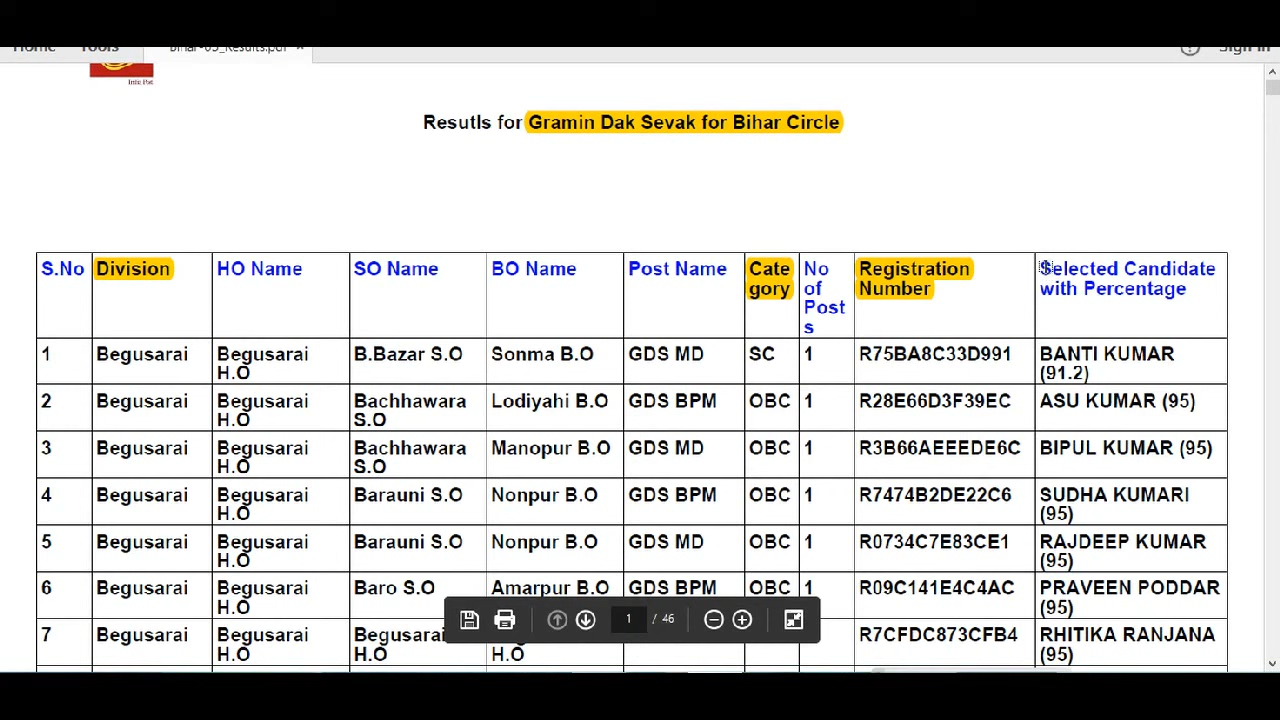 Home Tools Bihar-05_Results.pdf × Sign In
India Post
Resutls for Gramin Dak Sevak for Bihar Circle
S.No Division HO Name SO Name BO Name Post Name Cate No Registration Selected Candidate
gory of Number with Percentage
Post
s
1 Begusarai Begusarai B.Bazar S.O Sonma B.O GDS MD SC 1 R75BA8C33D991 BANTI KUMAR
H.O (91.2)
2 Begusarai Begusarai Bachhawara Lodiyahi B.O GDS BPM OBC 1 R28E66D3F39EC ASU KUMAR (95)
H.O S.O
3 Begusarai Begusarai Bachhawara Manopur B.O GDS MD OBC 1 R3B66AEEEDE6C BIPUL KUMAR (95)
H.O S.O
4 Begusarai Begusarai Barauni S.O Nonpur B.O GDS BPM OBC 1 R7474B2DE22C6 SUDHA KUMARI
H.O (95)
5 Begusarai Begusarai Barauni S.O Nonpur B.O GDS MD OBC 1 R0734C7E83CE1 RAJDEEP KUMAR
H.O (95)
6 Begusarai Begusarai Baro S.O Amarpur B.O GDS BPM OBC 1 R09C141E4C4AC PRAVEEN PODDAR
H.O (95)
7 Begusarai Begusarai Begusarai R7CFDC873CFB4 RHITIKA RANJANA
H.O H.O H.O (95)
1 / 46